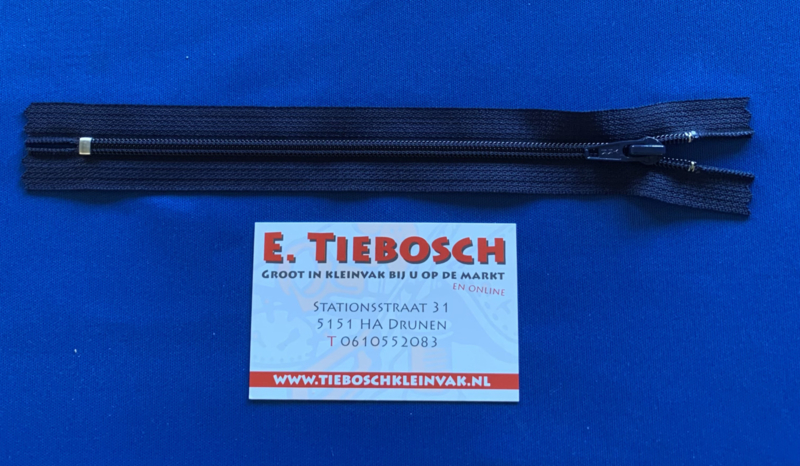 E. TIEBOSCH
GROOT IN KLEINVAK BIJ U OP DE MARKT
EN ONLINE
STATIONSSTRAAT 31
5151 HA DRUNEN
T 0610552083
WWW.TIEBOSCHKLEINVAK.NL